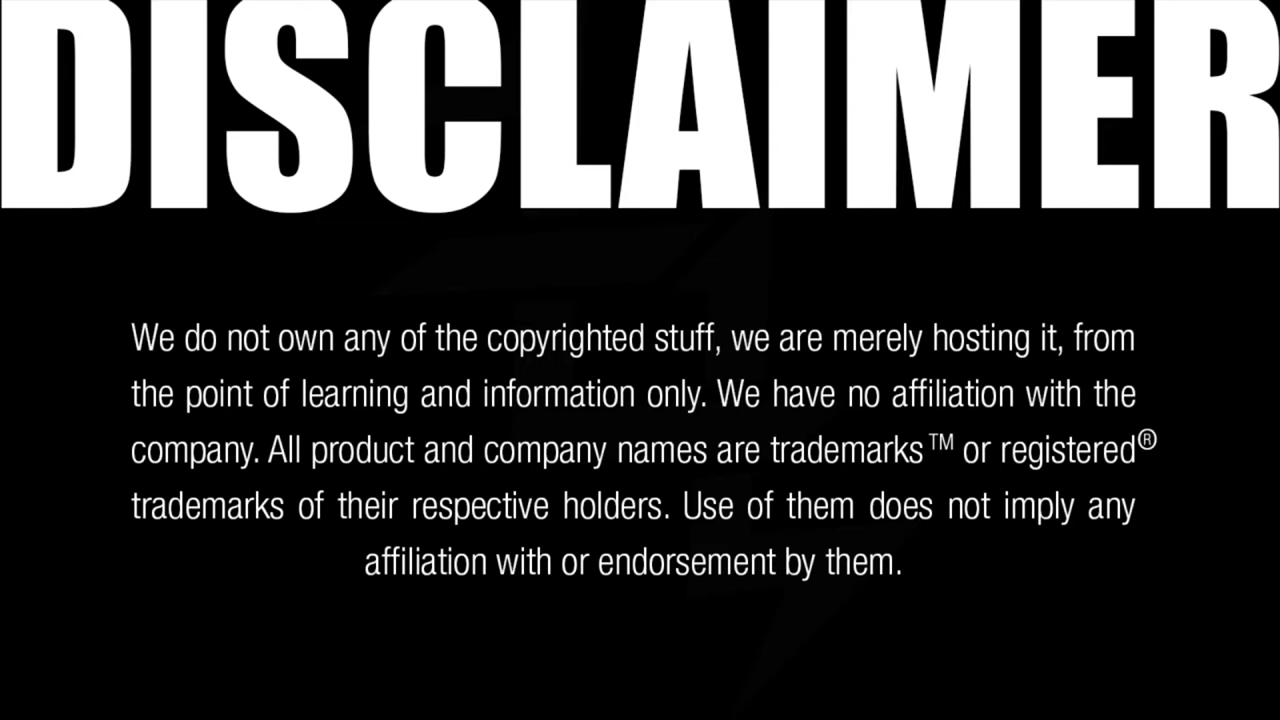 DISCLAIMER
We do not own any of the copyrighted stuff, we are merely hosting it, from
the point of learning and information only. We have no affiliation with the
company. All product and company names are trademarks™ or registered®
trademarks of their respective holders. Use of them does not imply any
affiliation with or endorsement by them.